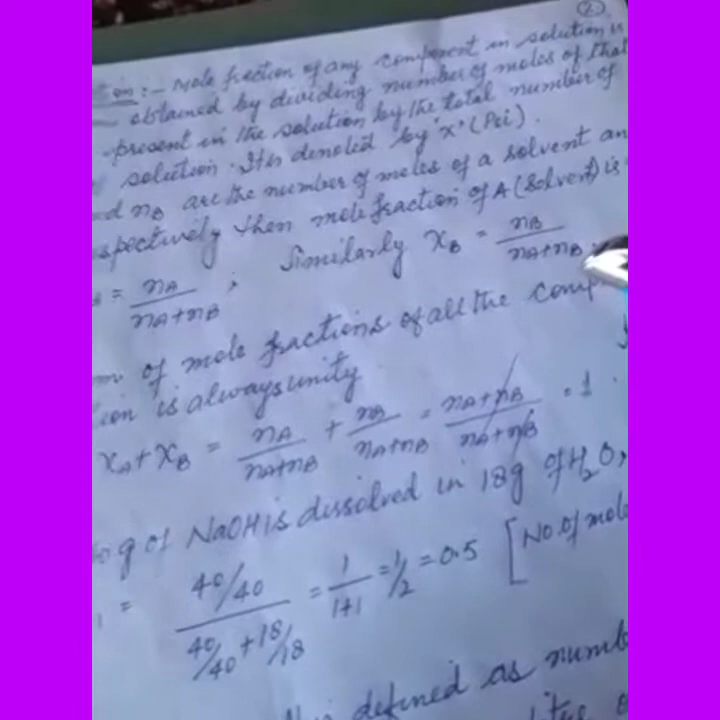 ②
:- Mole fraction of any component in solution is
obtained by dividing number of moles of that
present in the solution by the total number of
solution. It is denoted by 'x' (Pei).
d nB are the number of moles of a solvent an
spectively then mole fraction of A (Solvent) is
= nA / nA+nB ; Similarly xB = nB / nA+nB
of mole fractions of all the comp
ion is always unity
xA + xB = nA / nA+nB + nB / nA+nB = nA+nB / nA+nB = 1
g of NaOH is dissolved in 18g of H2O,
= 40/40 / 40/40 + 18/18 = 1 / 1+1 = 1/2 = 0.5 [No. of mole
defined as numb